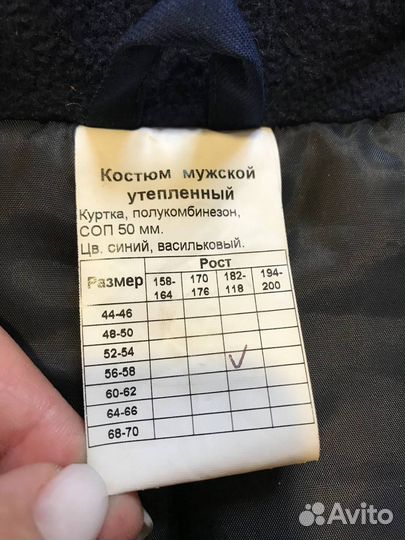 Костюм мужской
утепленный
Куртка, полукомбинезон,
СОП 50 мм.
Цв. синий, васильковый.
Размер Рост
158-164 170 176 182-118 194-200
44-46
48-50
52-54
56-58
60-62
64-66
68-70
Avito